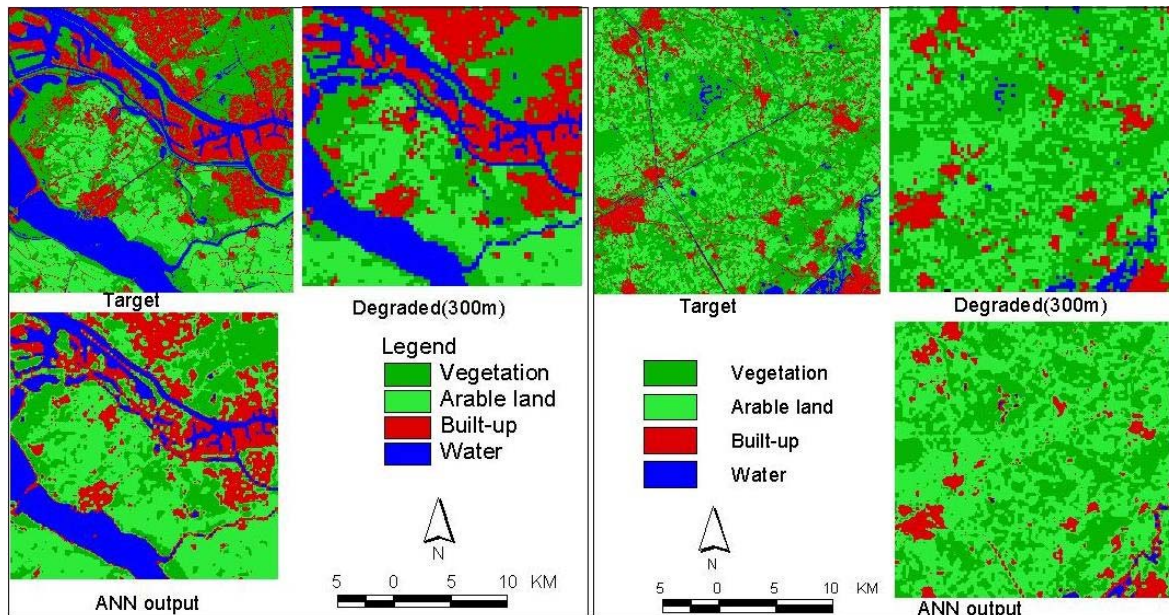 Target
Degraded(300m)
Legend
Vegetation
Arable land
Built-up
Water
N
5 0 5 10 KM
ANN output
Target
Degraded(300m)
Vegetation
Arable land
Built-up
Water
N
5 0 5 10 KM
ANN output